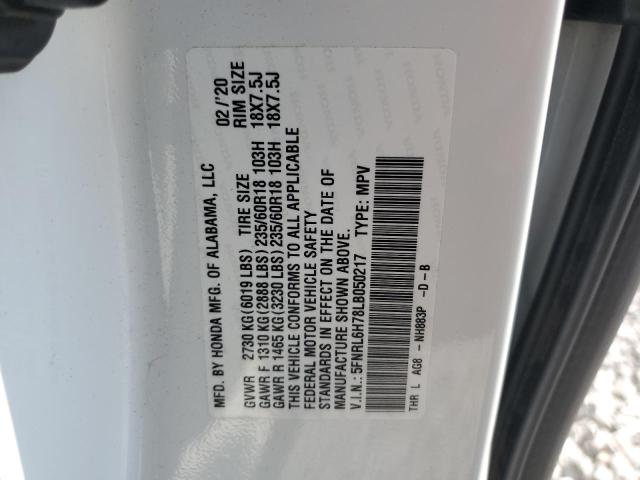 MFD. BY HONDA MFG. OF ALABAMA, LLC 02/'20
TIRE SIZE RIM SIZE
GVWR 2730 KG(6019 LBS)
GAWR F 1310 KG(2888 LBS)235/60R18 103H 18X7.5J
GAWR R 1465 KG(3230 LBS)235/60R18 103H 18X7.5J
THIS VEHICLE CONFORMS TO ALL APPLICABLE
FEDERAL MOTOR VEHICLE SAFETY
STANDARDS IN EFFECT ON THE DATE OF
MANUFACTURE SHOWN ABOVE.
V.I.N.: 5FNRL6H78LB050217 TYPE: MPV
THR L AG8 - NH883P -D-B